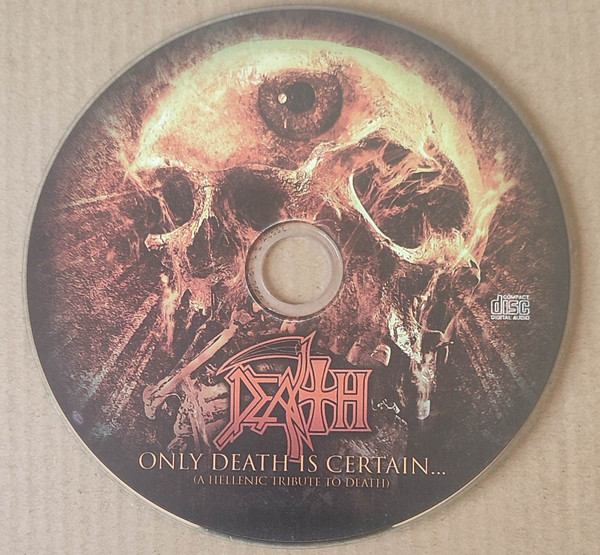 COMPACT
disc
DIGITAL AUDIO
DEATH
ONLY DEATH IS CERTAIN...
(A HELLENIC TRIBUTE TO DEATH)